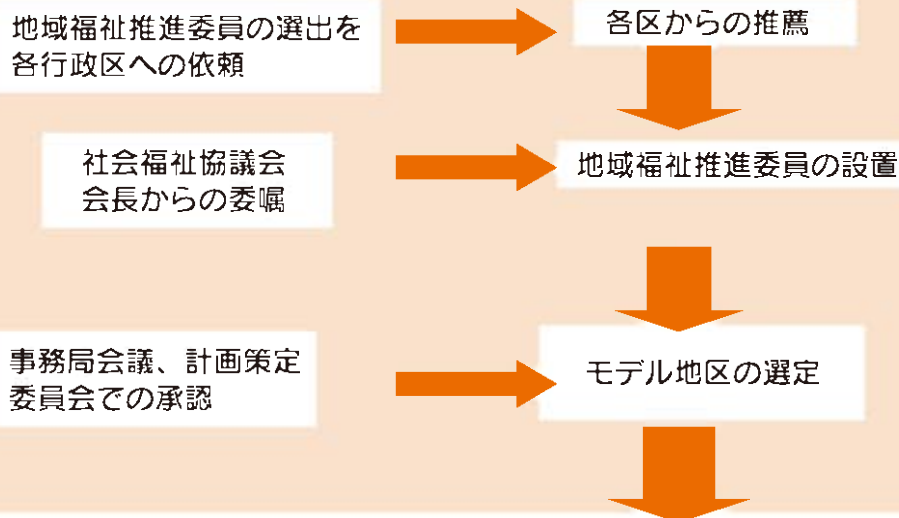 地域福祉推進委員の選出を
各行政区への依頼
各区からの推薦
社会福祉協議会
会長からの委嘱
地域福祉推進委員の設置
事務局会議、計画策定
委員会での承認
モデル地区の選定